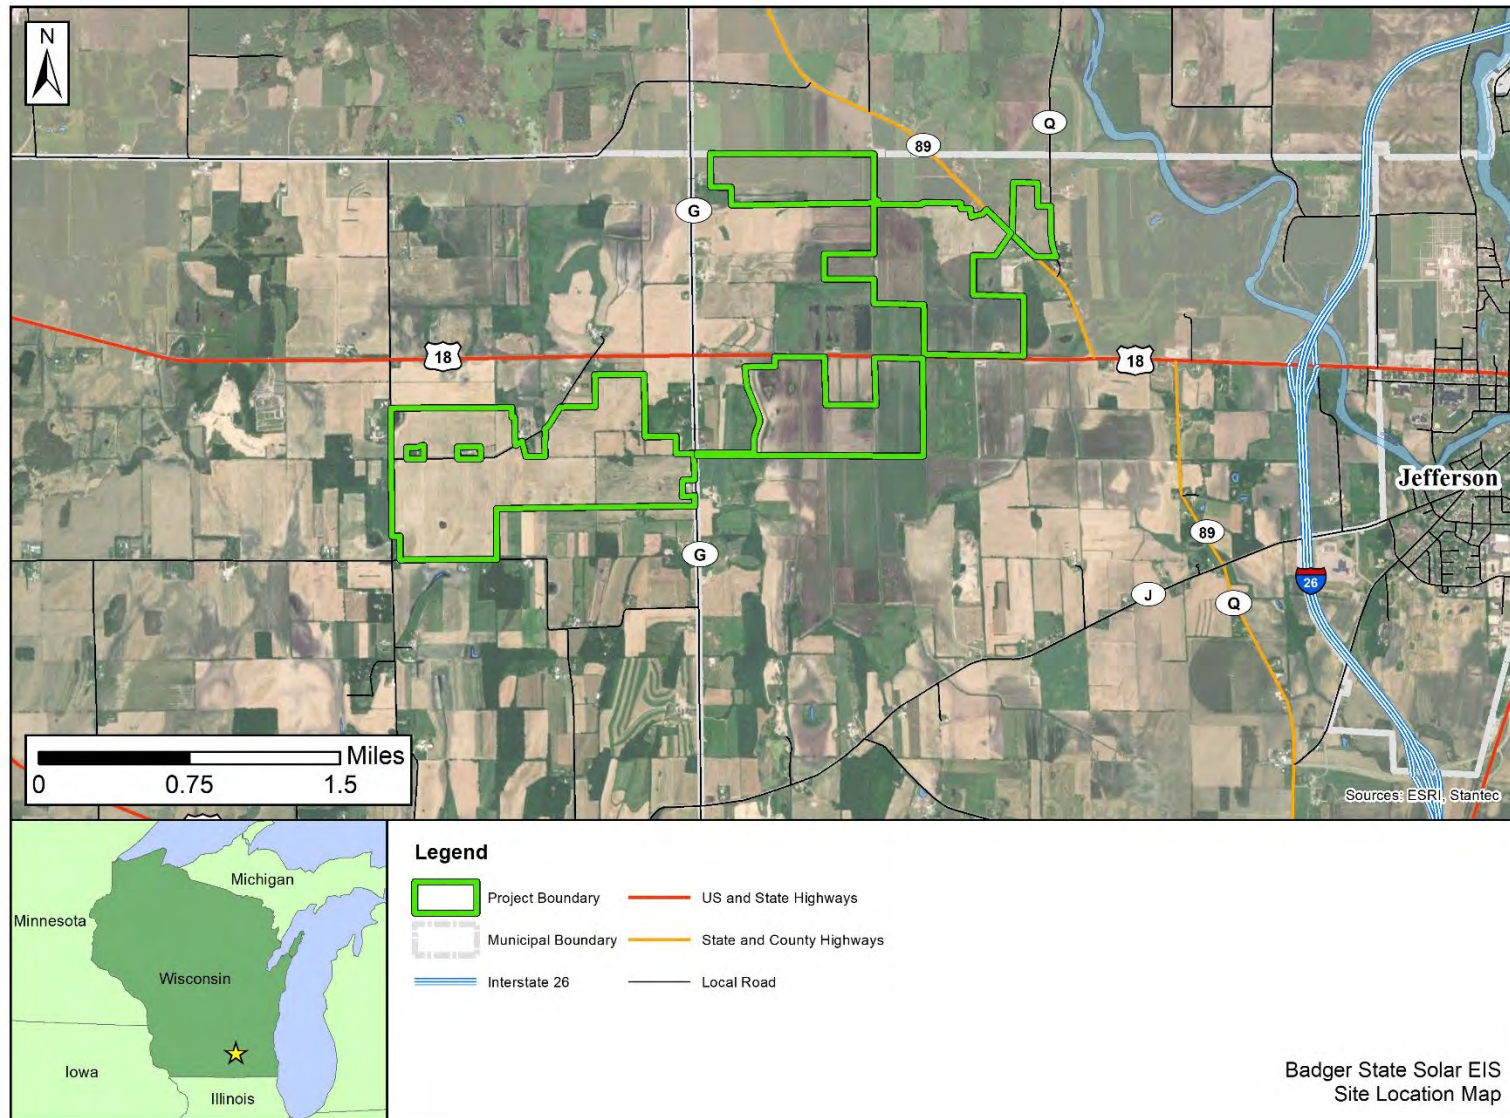 N
89
Q
G
18
18
Jefferson
89
G
26
J
Q
Miles
0 0.75 1.5
Sources: ESRI, Stantec
Michigan
Minnesota
Wisconsin
Iowa
Illinois
Legend
Project Boundary
US and State Highways
Municipal Boundary
State and County Highways
Interstate 26
Local Road
Badger State Solar EIS
Site Location Map